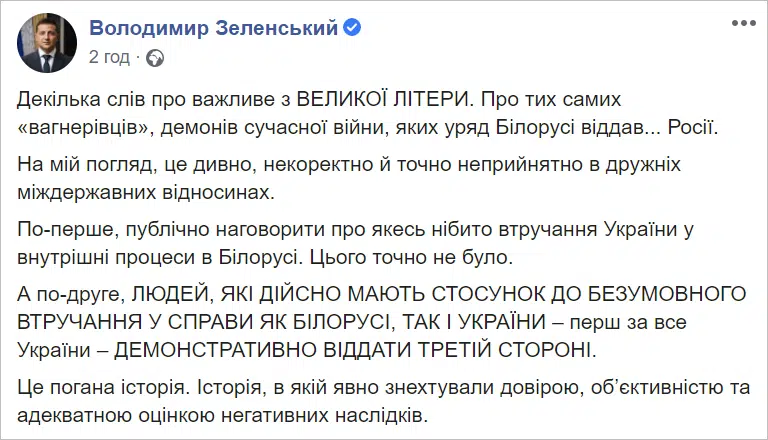 Володимир Зеленський
2 год ·
Декілька слів про важливе з ВЕЛИКОЇ ЛІТЕРИ. Про тих самих
«вагнерівців», демонів сучасної війни, яких уряд Білорусі віддав... Росії.
На мій погляд, це дивно, некоректно й точно неприйнятно в дружніх
міждержавних відносинах.
По-перше, публічно наговорити про якесь нібито втручання України у
внутрішні процеси в Білорусі. Цього точно не було.
А по-друге, ЛЮДЕЙ, ЯКІ ДІЙСНО МАЮТЬ СТОСУНОК ДО БЕЗУМОВНОГО
ВТРУЧАННЯ У СПРАВИ ЯК БІЛОРУСІ, ТАК І УКРАЇНИ – перш за все
України – ДЕМОНСТРАТИВНО ВІДДАТИ ТРЕТІЙ СТОРОНІ.
Це погана історія. Історія, в якій явно знехтували довірою, об’єктивністю та
адекватною оцінкою негативних наслідків.